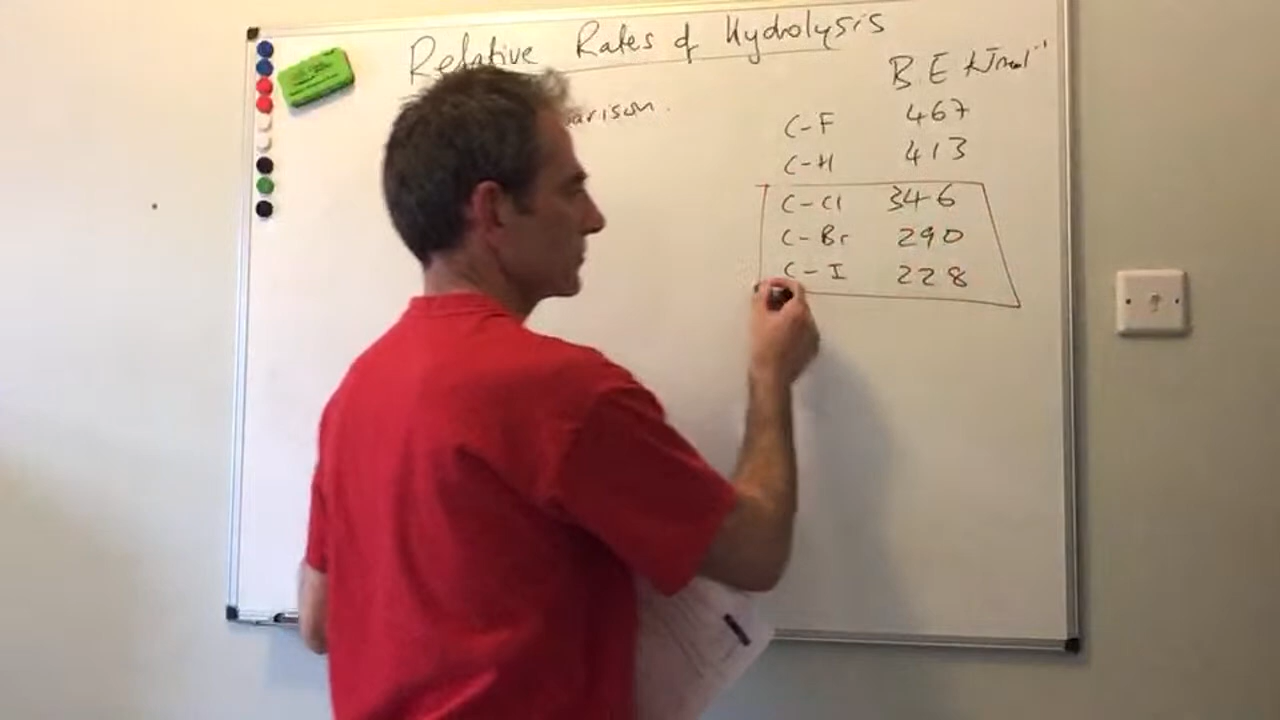 Relative Rates of Hydrolysis
B.E kJmol⁻¹
arison.
C-F 467
C-H 413
C-Cl 346
C-Br 290
C-I 228